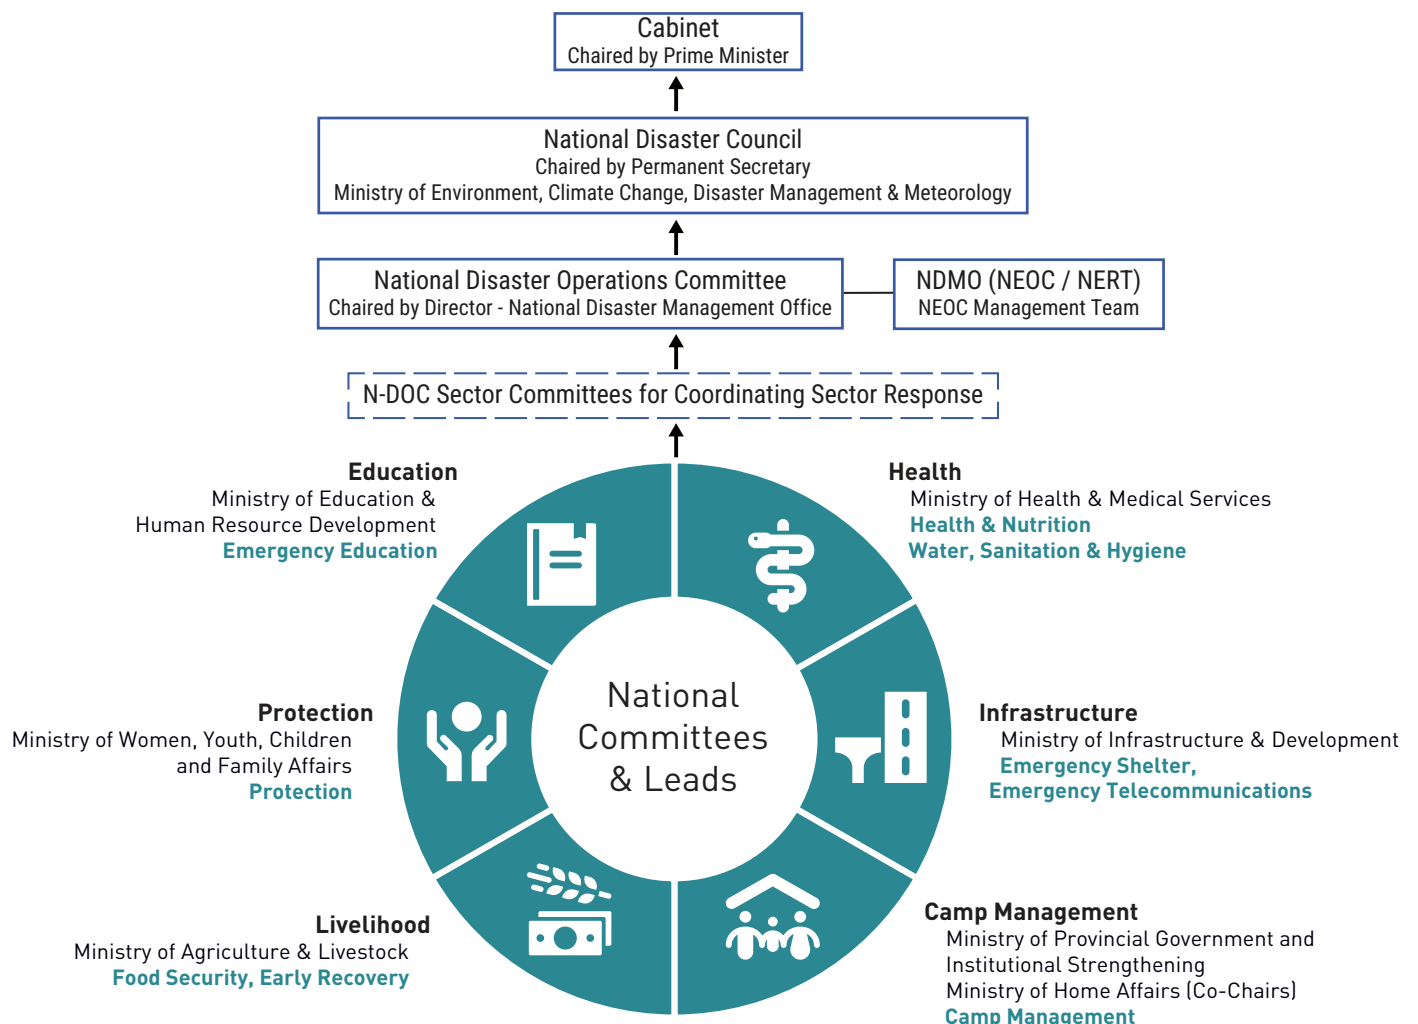 Cabinet
Chaired by Prime Minister
National Disaster Council
Chaired by Permanent Secretary
Ministry of Environment, Climate Change, Disaster Management & Meteorology
National Disaster Operations Committee
Chaired by Director - National Disaster Management Office
NDMO (NEOC / NERT)
NEOC Management Team
N-DOC Sector Committees for Coordinating Sector Response
Education
Ministry of Education &
Human Resource Development
Emergency Education
Health
Ministry of Health & Medical Services
Health & Nutrition
Water, Sanitation & Hygiene
National
Committees
& Leads
Protection
Ministry of Women, Youth, Children
and Family Affairs
Protection
Infrastructure
Ministry of Infrastructure & Development
Emergency Shelter,
Emergency Telecommunications
Livelihood
Ministry of Agriculture & Livestock
Food Security, Early Recovery
Camp Management
Ministry of Provincial Government and
Institutional Strengthening
Ministry of Home Affairs (Co-Chairs)
Camp Management